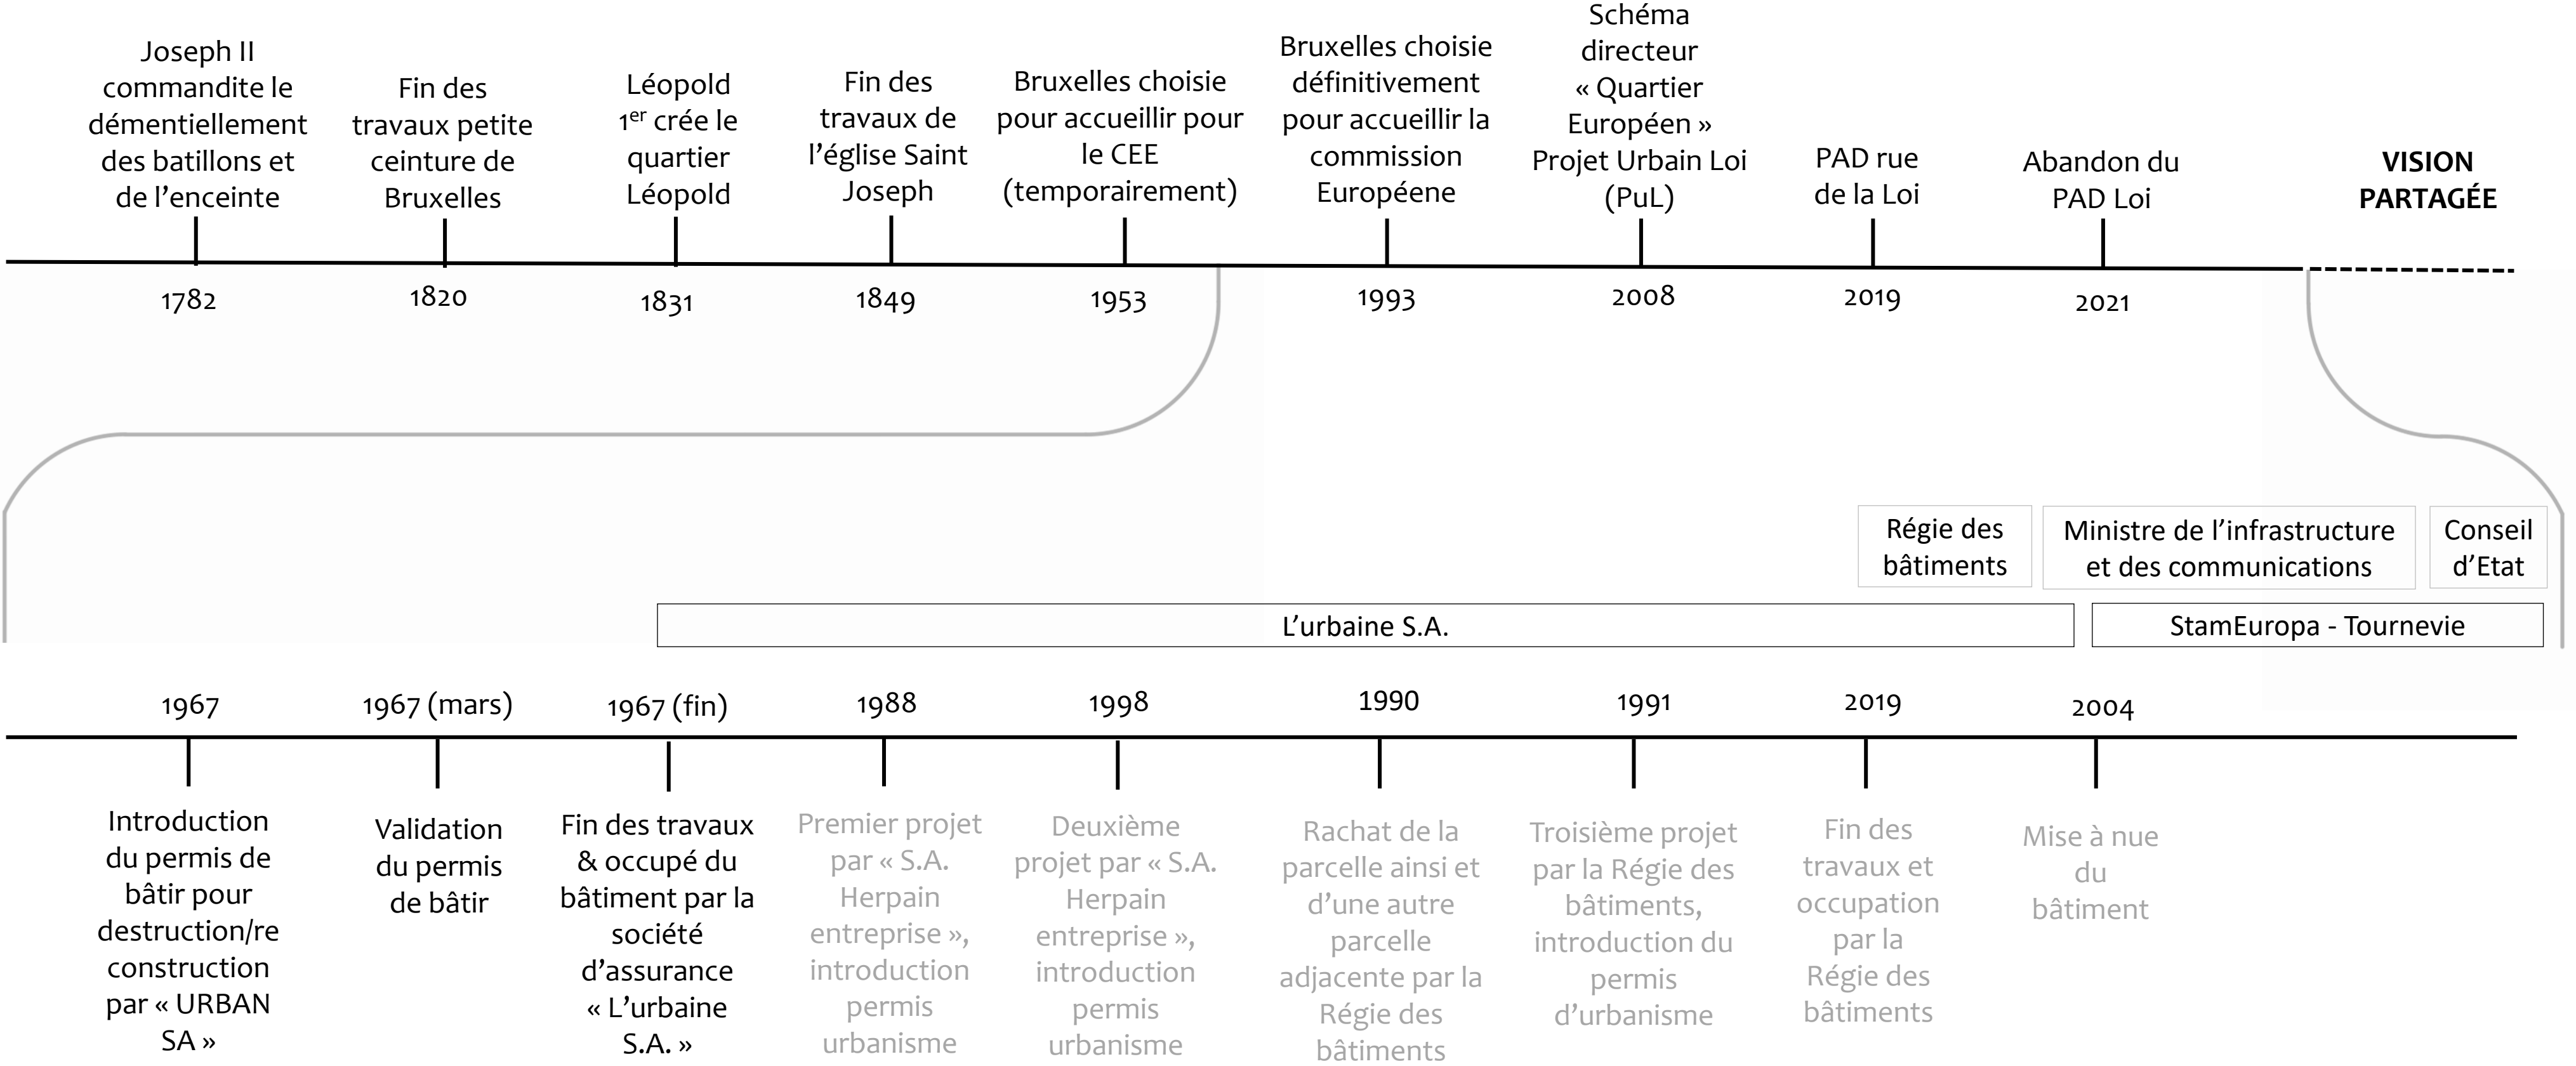 Joseph II
commandite le
démentiellement
des batillons et
de l'enceinte
Fin des
travaux petite
ceinture de
Bruxelles
Léopold
1er crée le
quartier
Léopold
Fin des
travaux de
l'église Saint
Joseph
Bruxelles choisie
pour accueillir pour
le CEE
(temporairement)
Bruxelles choisie
définitivement
pour accueillir la
commission
Européene
Schéma
directeur
« Quartier
Européen »
Projet Urbain Loi
(PuL)
PAD rue
de la Loi
Abandon du
PAD Loi
VISION
PARTAGÉE
1782
1820
1831
1849
1953
1993
2008
2019
2021
Régie des
bâtiments
Ministre de l'infrastructure
et des communications
Conseil
d'Etat
L'urbaine S.A.
StamEuropa - Tournevie
1967
1967 (mars)
1967 (fin)
1988
1998
1990
1991
2019
2004
Introduction
du permis de
bâtir pour
destruction/re
construction
par « URBAN
SA »
Validation
du permis
de bâtir
Fin des travaux
& occupé du
bâtiment par la
société
d'assurance
« L'urbaine
S.A. »
Premier projet
par « S.A.
Herpain
entreprise »,
introduction
permis
urbanisme
Deuxième
projet par « S.A.
Herpain
entreprise »,
introduction
permis
urbanisme
Rachat de la
parcelle ainsi et
d'une autre
parcelle
adjacente par la
Régie des
bâtiments
Troisième projet
par la Régie des
bâtiments,
introduction du
permis
d'urbanisme
Fin des
travaux et
occupation
par la
Régie des
bâtiments
Mise à nue
du
bâtiment